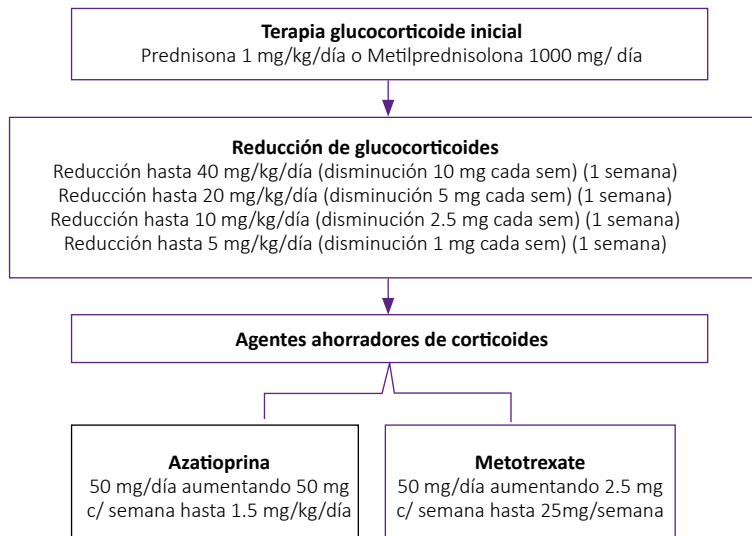 Terapia glucocorticoide inicial
Prednisona 1 mg/kg/día o Metilprednisolona 1000 mg/ día
Reducción de glucocorticoides
Reducción hasta 40 mg/kg/día (disminución 10 mg cada sem) (1 semana)
Reducción hasta 20 mg/kg/día (disminución 5 mg cada sem) (1 semana)
Reducción hasta 10 mg/kg/día (disminución 2.5 mg cada sem) (1 semana)
Reducción hasta 5 mg/kg/día (disminución 1 mg cada sem) (1 semana)
Agentes ahorradores de corticoides
Azatioprina
50 mg/día aumentando 50 mg
c/ semana hasta 1.5 mg/kg/día
Metotrexate
50 mg/día aumentando 2.5 mg
c/ semana hasta 25mg/semana